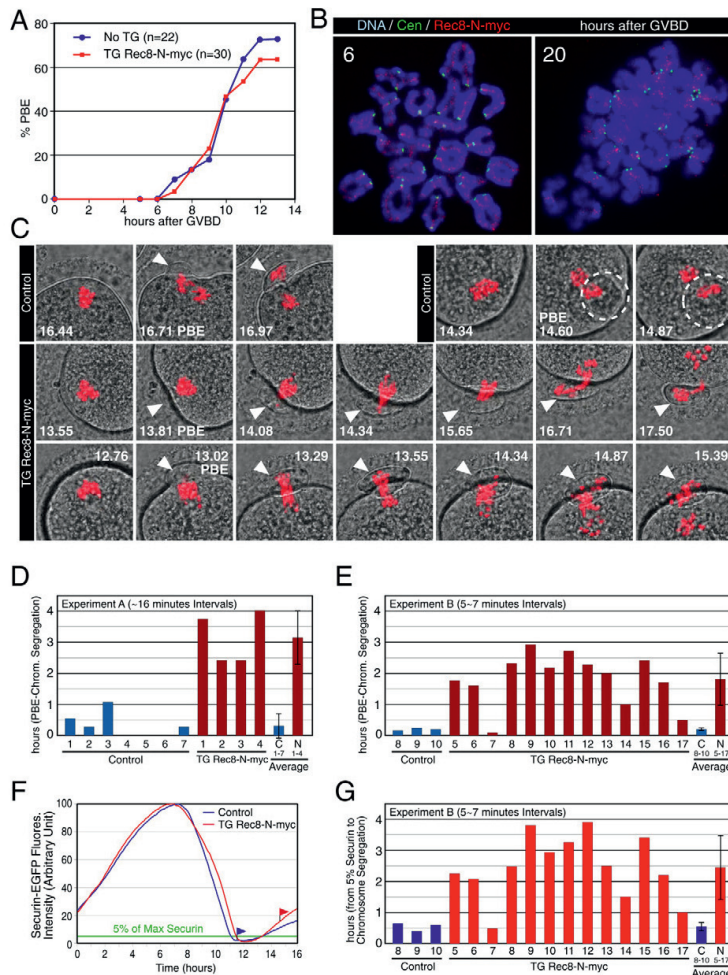 A
No TG (n=22)
TG Rec8-N-myc (n=30)
% PBE
80
60
40
20
0
0 2 4 6 8 10 12 14
hours after GVBD
B
DNA / Cen / Rec8-N-myc
hours after GVBD
6
20
C
Control
16.44
16.71 PBE
16.97
Control
14.34
PBE
14.60
14.87
TG Rec8-N-myc
13.55
13.81 PBE
14.08
14.34
15.65
16.71
17.50
12.76
13.02
PBE
13.29
13.55
14.34
14.87
15.39
D
Experiment A (~16 minutes Intervals)
hours (PBE-Chrom. Segregation)
4
3
2
1
0
1 2 3 4 5 6 7 1 2 3 4 C N
1-7 1-4
Control TG Rec8-N-myc Average
E
Experiment B (5~7 minutes Intervals)
hours (PBE-Chrom. Segregation)
4
3
2
1
0
8 9 10 5 6 7 8 9 10 11 12 13 14 15 16 17 C N
8-10 5-17
Control TG Rec8-N-myc Average
F
Control
TG Rec8-N-myc
Securin-EGFP Fluores.
Intensity (Arbitrary Unit)
100
80
60
40
20
0
5% of Max Securin
0 2 4 6 8 10 12 14 16
Time (hours)
G
Experiment B (5~7 minutes Intervals)
hours (from 5% Securin to
Chromosome Segregation)
4
3
2
1
0
8 9 10 5 6 7 8 9 10 11 12 13 14 15 16 17 C N
8-10 5-17
Control TG Rec8-N-myc Average